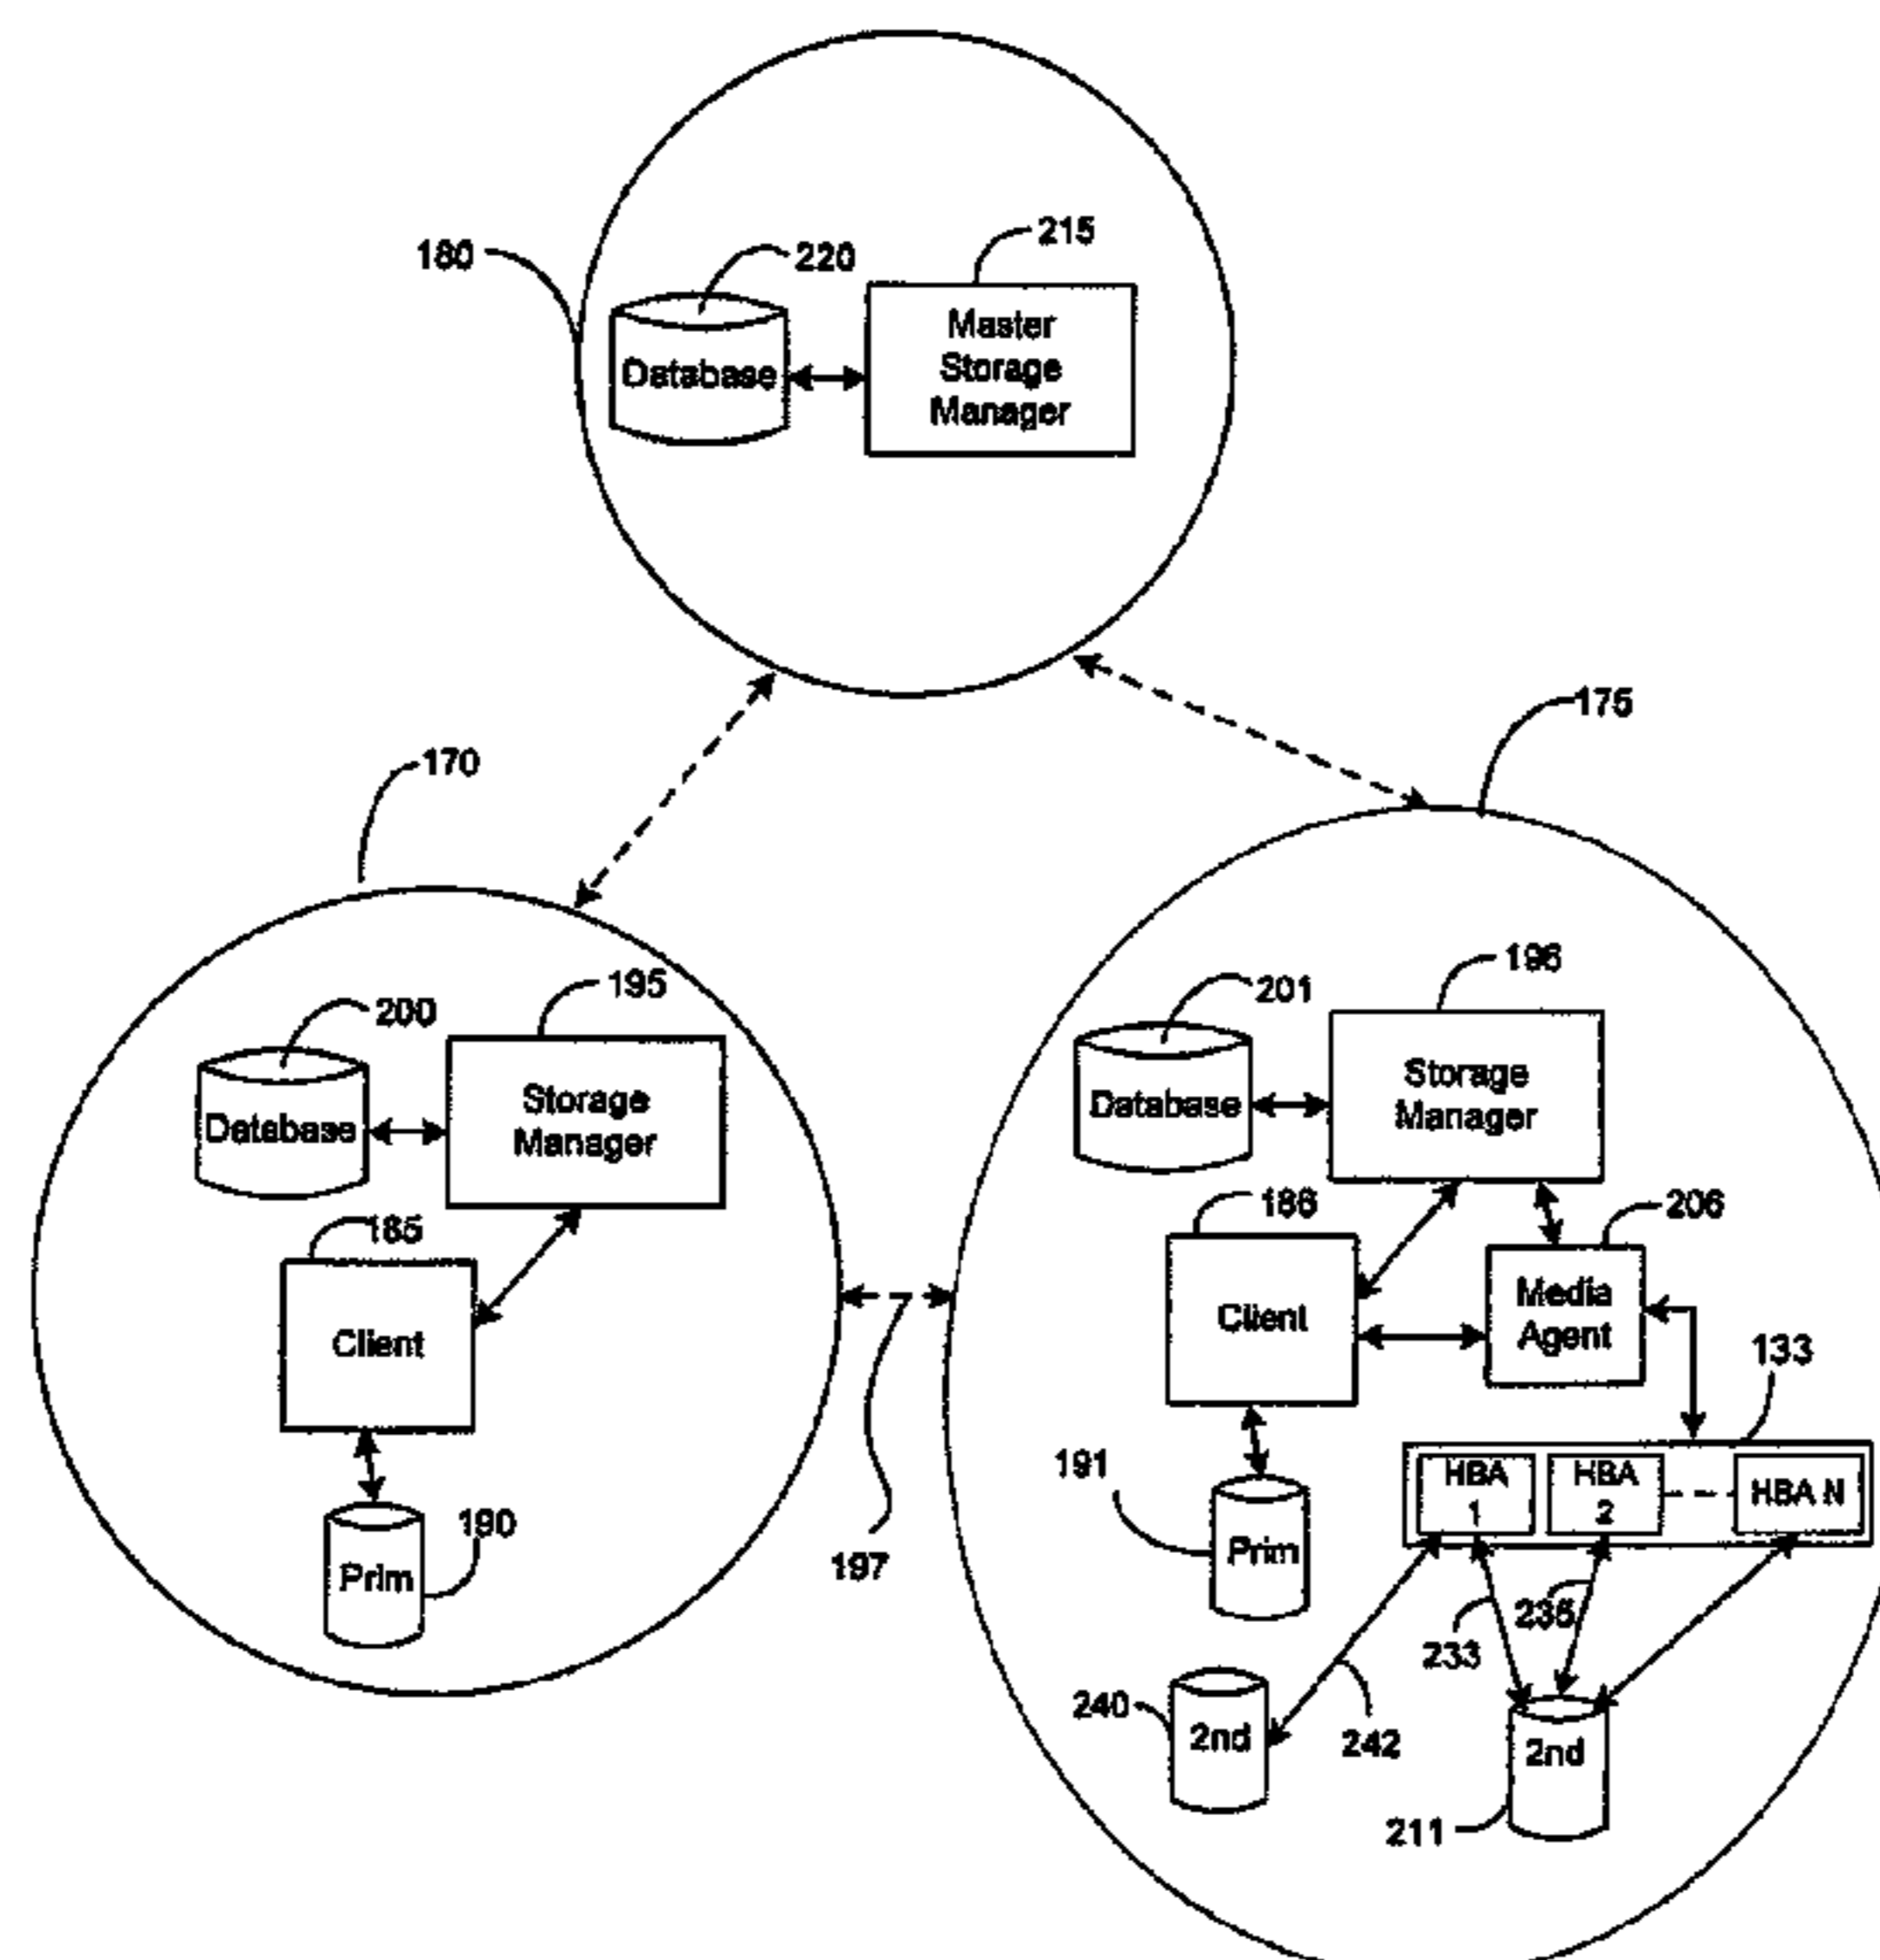 215
180
220
Master
Storage
Manager
Database
175
170
195
200
Storage
Manager
Database
185
Client
190
Prim
197
196
201
Storage
Manager
Database
186
206
Client
Media
Agent
133
191
Prim
HBA
1
HBA
2
HBA N
235
233
240
2nd
242
2nd
211